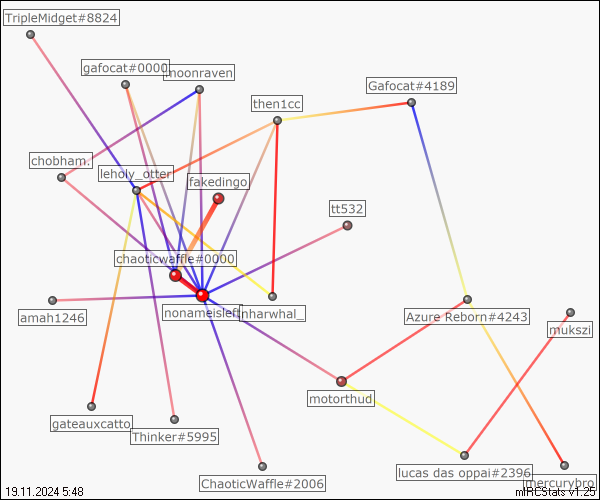 TripleMidget#8824
gafocat#0000
moonraven
Gafocat#4189
then1cc
chobham.
leholy_otter
fakedingo
tt532
chaoticwaffle#0000
nonameisleft
nharwhal_
amah1246
Azure Reborn#4243
mukszi
motorthud
gateauxcatto
Thinker#5995
lucas das oppai#2396
ChaoticWaffle#2006
mercurybro
19.11.2024 5:48
mIRCStats v1.25